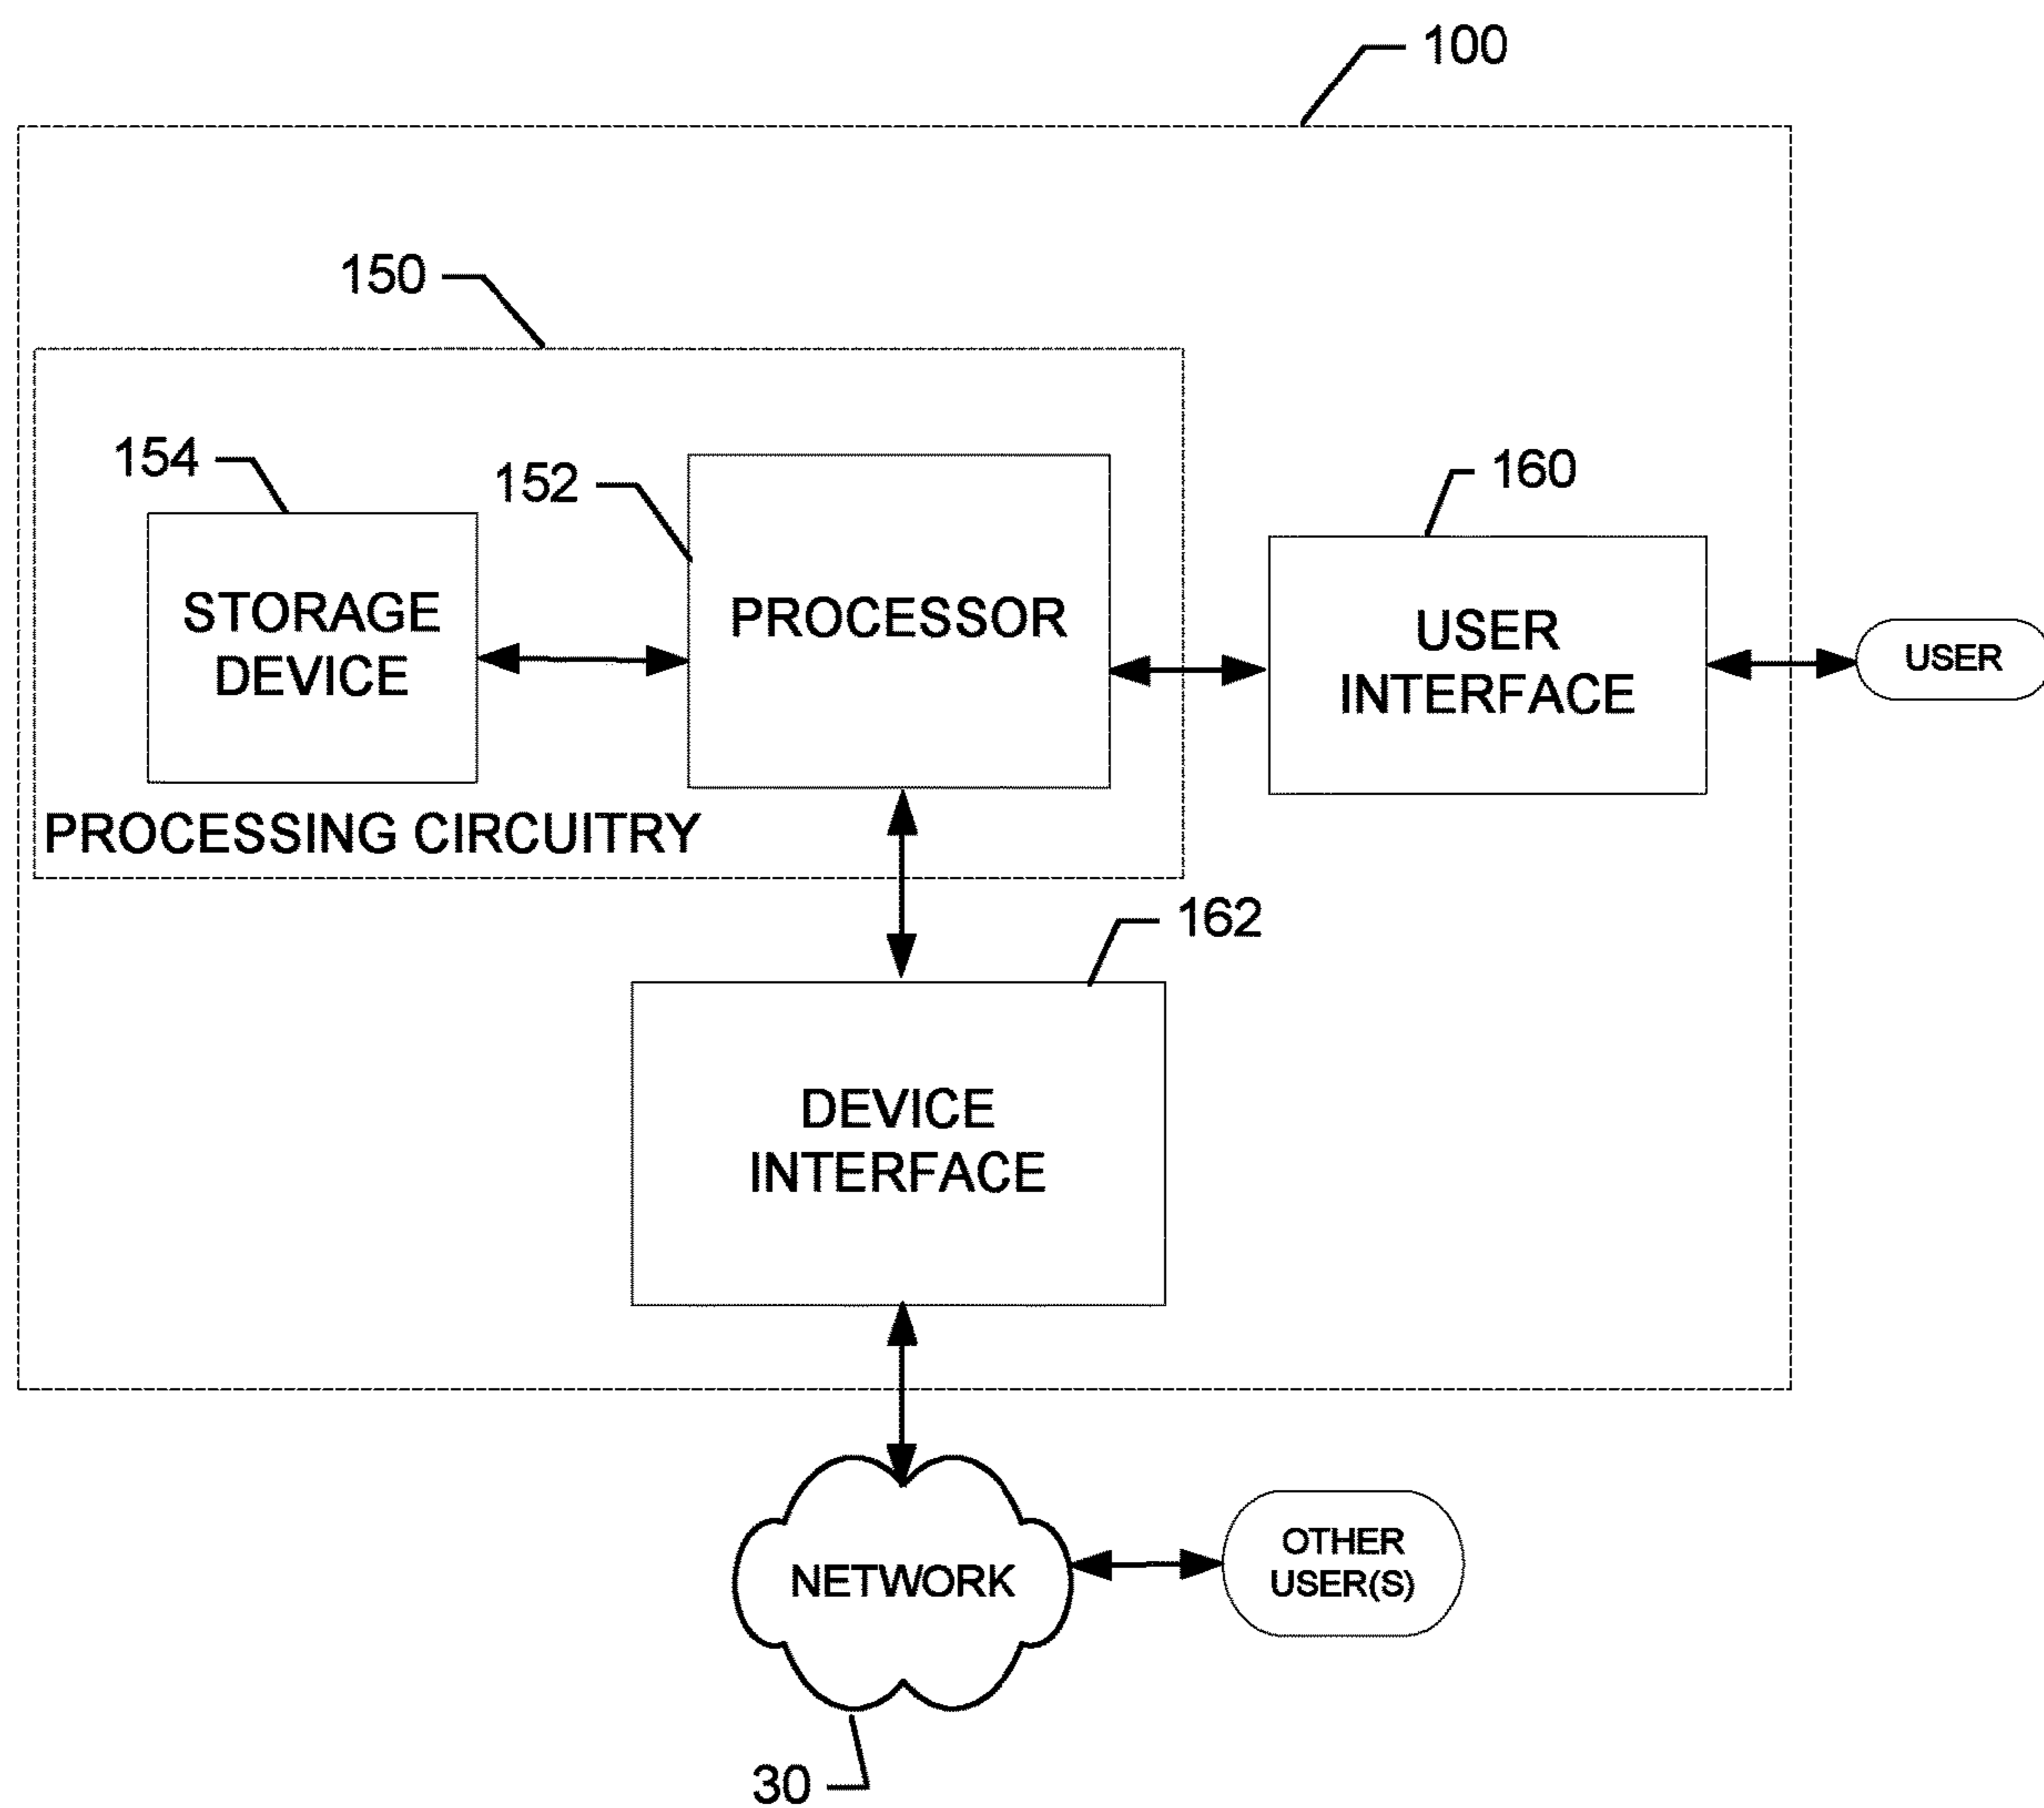 100
150
154
152
160
STORAGE
DEVICE
PROCESSOR
USER
INTERFACE
USER
PROCESSING CIRCUITRY
162
DEVICE
INTERFACE
NETWORK
OTHER
USER(S)
30